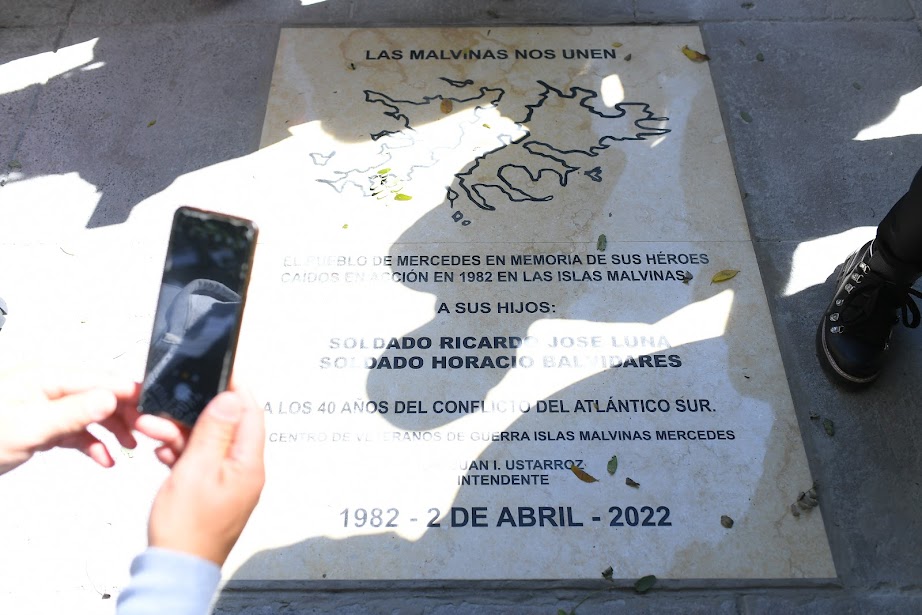 LAS MALVINAS NOS UNEN
EL PUEBLO DE MERCEDES EN MEMORIA DE SUS HÉROES
CAIDOS EN ACCIÓN EN 1982 EN LAS ISLAS MALVINAS
A SUS HIJOS:
SOLDADO RICARDO JOSE LUNA
SOLDADO HORACIO BALVIDARES
A LOS 40 AÑOS DEL CONFLICTO DEL ATLÁNTICO SUR.
CENTRO DE VETERANOS DE GUERRA ISLAS MALVINAS MERCEDES
JUAN I. USTARROZ
INTENDENTE
1982 - 2 DE ABRIL - 2022